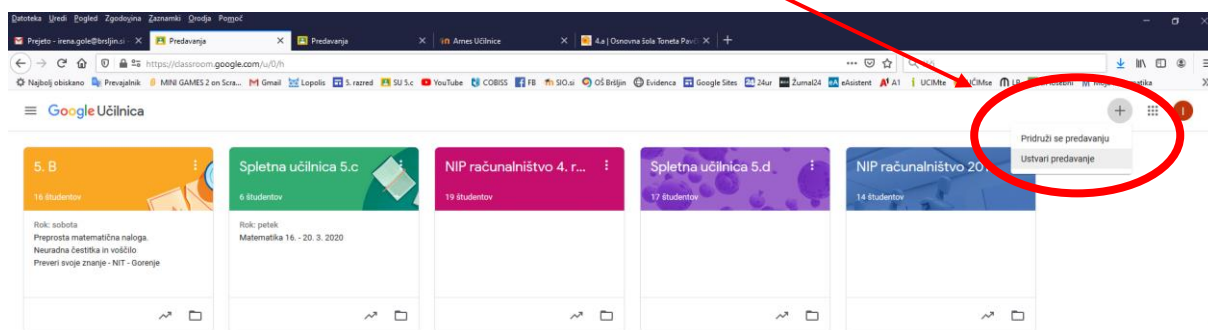 Datoteka Uredi Pogled Zgodovina Zaznamki Orodja Pomoč
Prejeto - irena.gole@brsljin.si - Predavanja Predavanja Arnes Učilnice 4.a | Osnovna šola Toneta Pavč
https://classroom.google.com/u/0/h
Najbolj obiskano Prevajalnik MINI GAMES 2 on Scra... Gmail Lopolis 5. razred SU 5.c YouTube COBISS FB SIO.si OŠ Bršljin Evidenca Google Sites 24ur Žurnal24 eAsistent A1 UCIMte
Google Učilnica
Pridruži se predavanju
Ustvari predavanje
5. B
16 študentov
Rok: sobota
Preprosta matematična naloga.
Neuradna čestitka in voščilo
Preveri svoje znanje - NIT - Gorenje
Spletna učilnica 5.c
6 študentov
Rok: petek
Matematika 16. - 20. 3. 2020
NIP računalništvo 4. r...
19 študentov
Spletna učilnica 5.d
17 študentov
NIP računalništvo
14 študentov